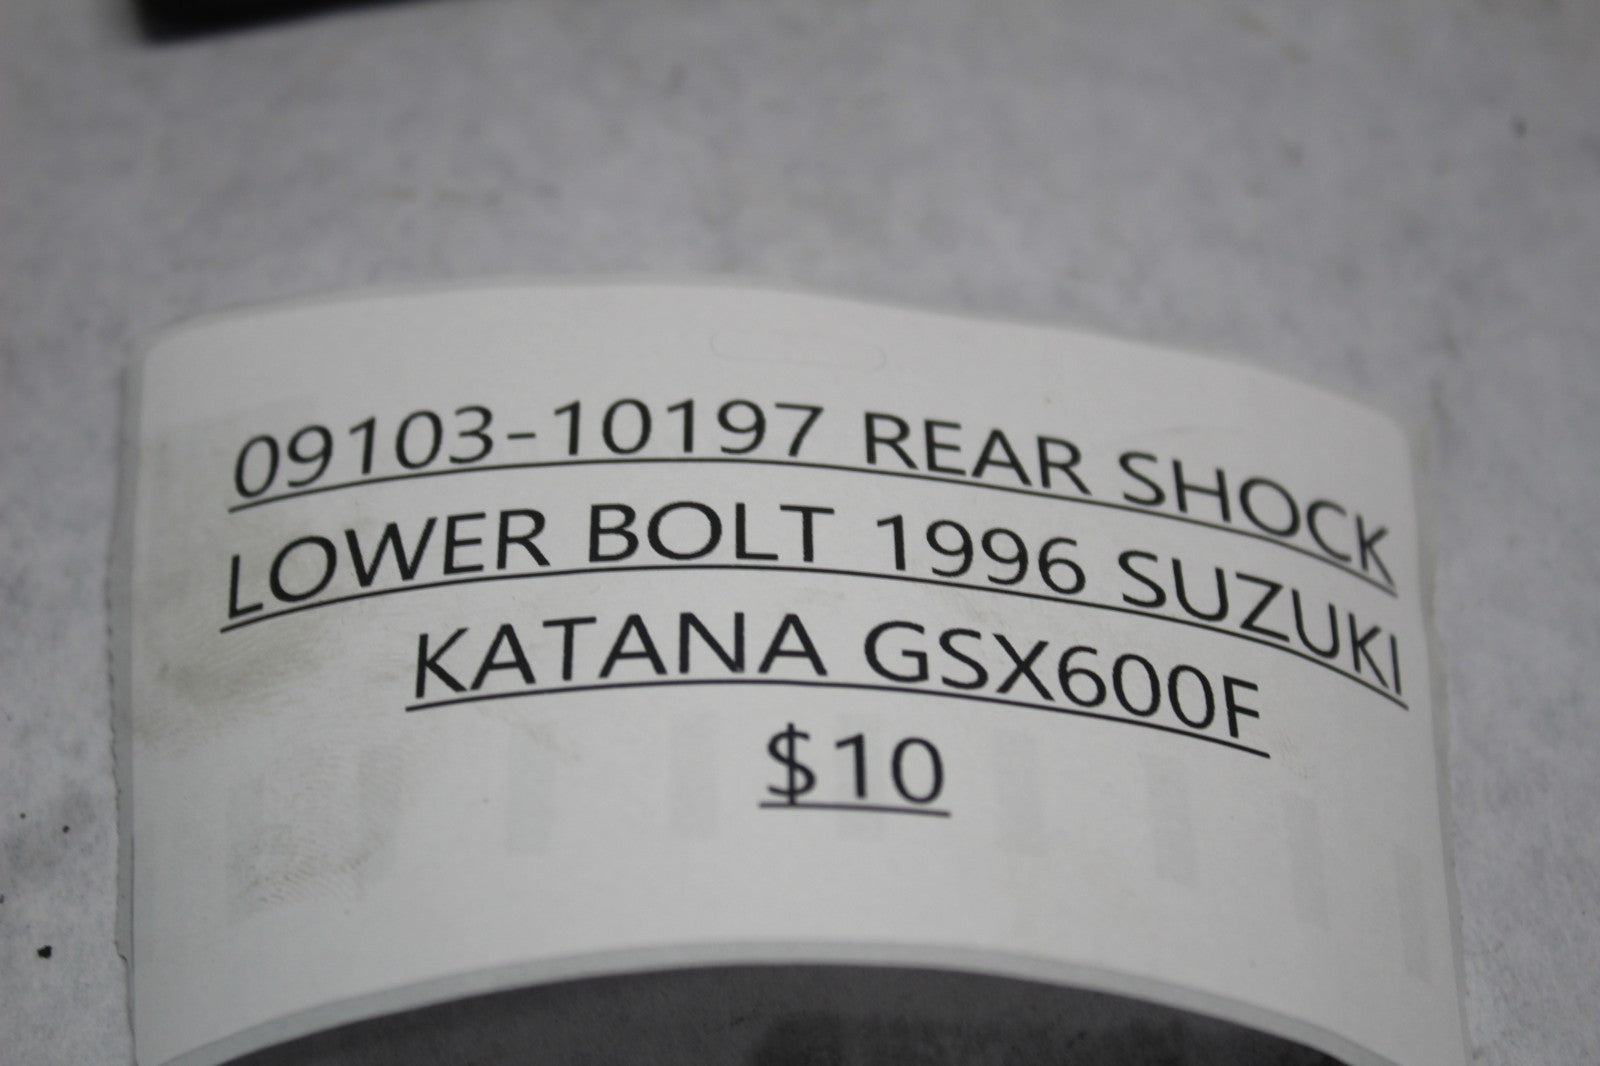 09103-10197 REAR SHOCK
LOWER BOLT 1996 SUZUKI
KATANA GSX600F
$10